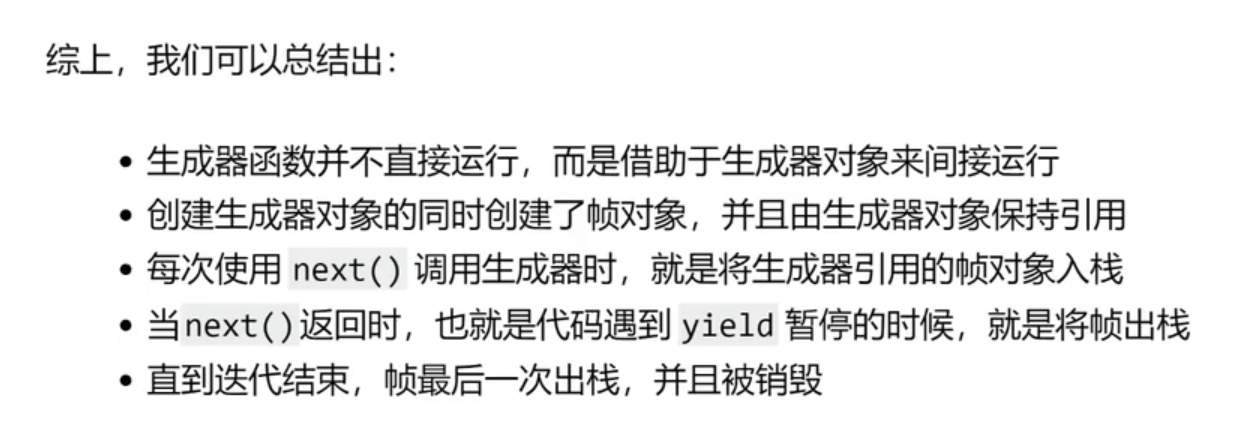 综上，我们可以总结出：
生成器函数并不直接运行，而是借助于生成器对象来间接运行
创建生成器对象的同时创建了帧对象，并且由生成器对象保持引用
每次使用 next() 调用生成器时，就是将生成器引用的帧对象入栈
当next()返回时，也就是代码遇到 yield 暂停的时候，就是将帧出栈
直到迭代结束，帧最后一次出栈，并且被销毁